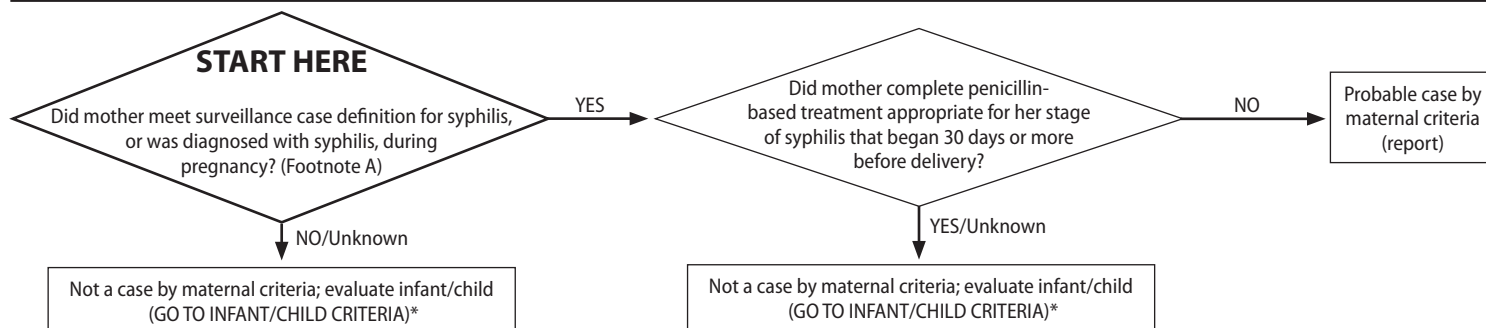 START HERE
Did mother meet surveillance case definition for syphilis,
or was diagnosed with syphilis, during
pregnancy? (Footnote A)
YES
Did mother complete penicillin-
based treatment appropriate for her stage
of syphilis that began 30 days or more
before delivery?
NO
Probable case by
maternal criteria
(report)
NO/Unknown
Not a case by maternal criteria; evaluate infant/child
(GO TO INFANT/CHILD CRITERIA)*
YES/Unknown
Not a case by maternal criteria; evaluate infant/child
(GO TO INFANT/CHILD CRITERIA)*